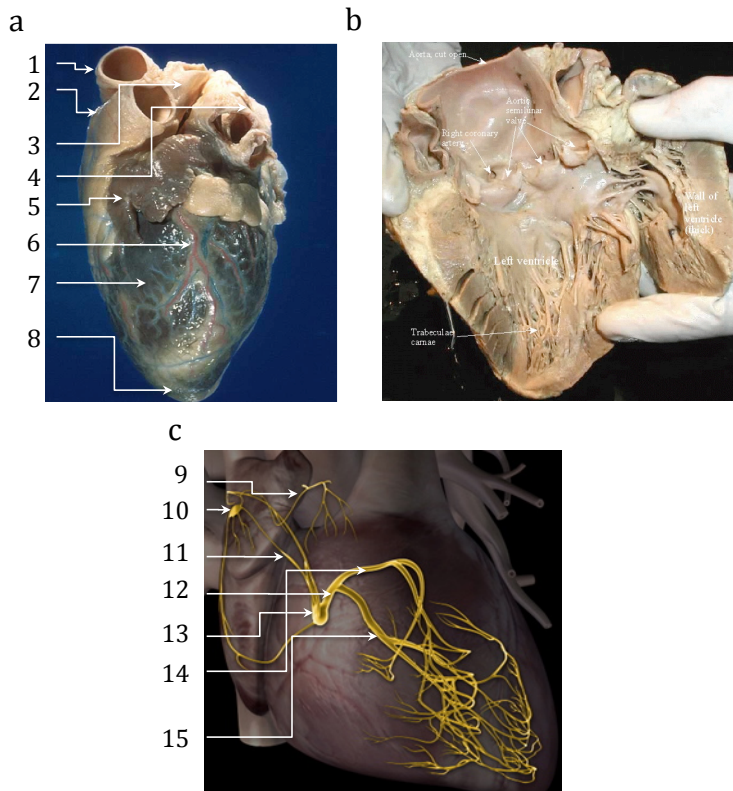 a
1
2
3
4
5
6
7
8
b
Aorta, cut open
Aortic
semilunar
valve
Right coronary
artery
Wall of
left
ventricle
(thick)
Left ventricle
Trabeculae
carnae
c
9
10
11
12
13
14
15